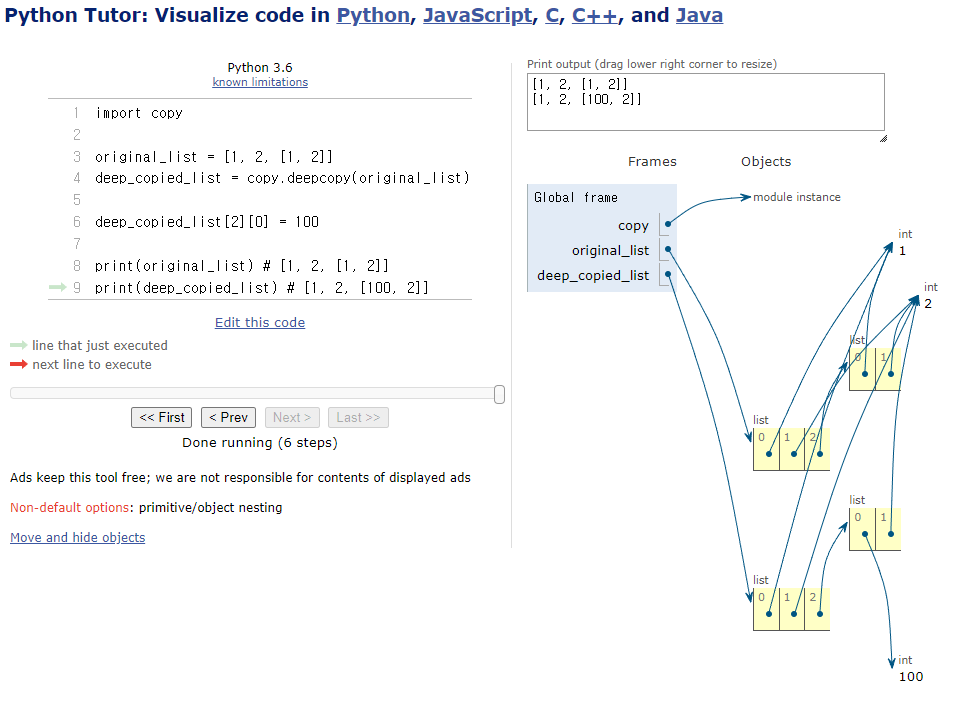 Python Tutor: Visualize code in Python, JavaScript, C, C++, and Java
Python 3.6
known limitations
1 import copy
2
3 original_list = [1, 2, [1, 2]]
4 deep_copied_list = copy.deepcopy(original_list)
5
6 deep_copied_list[2][0] = 100
7
8 print(original_list) # [1, 2, [1, 2]]
9 print(deep_copied_list) # [1, 2, [100, 2]]
Edit this code
line that just executed
next line to execute
<< First < Prev Next > Last >>
Done running (6 steps)
Ads keep this tool free; we are not responsible for contents of displayed ads
Non-default options: primitive/object nesting
Move and hide objects
Print output (drag lower right corner to resize)
[1, 2, [1, 2]]
[1, 2, [100, 2]]
Frames Objects
Global frame
copy
original_list
deep_copied_list
module instance
int
1
int
2
list
0 1
list
0 1 2
list
0 1
list
0 1 2
int
100